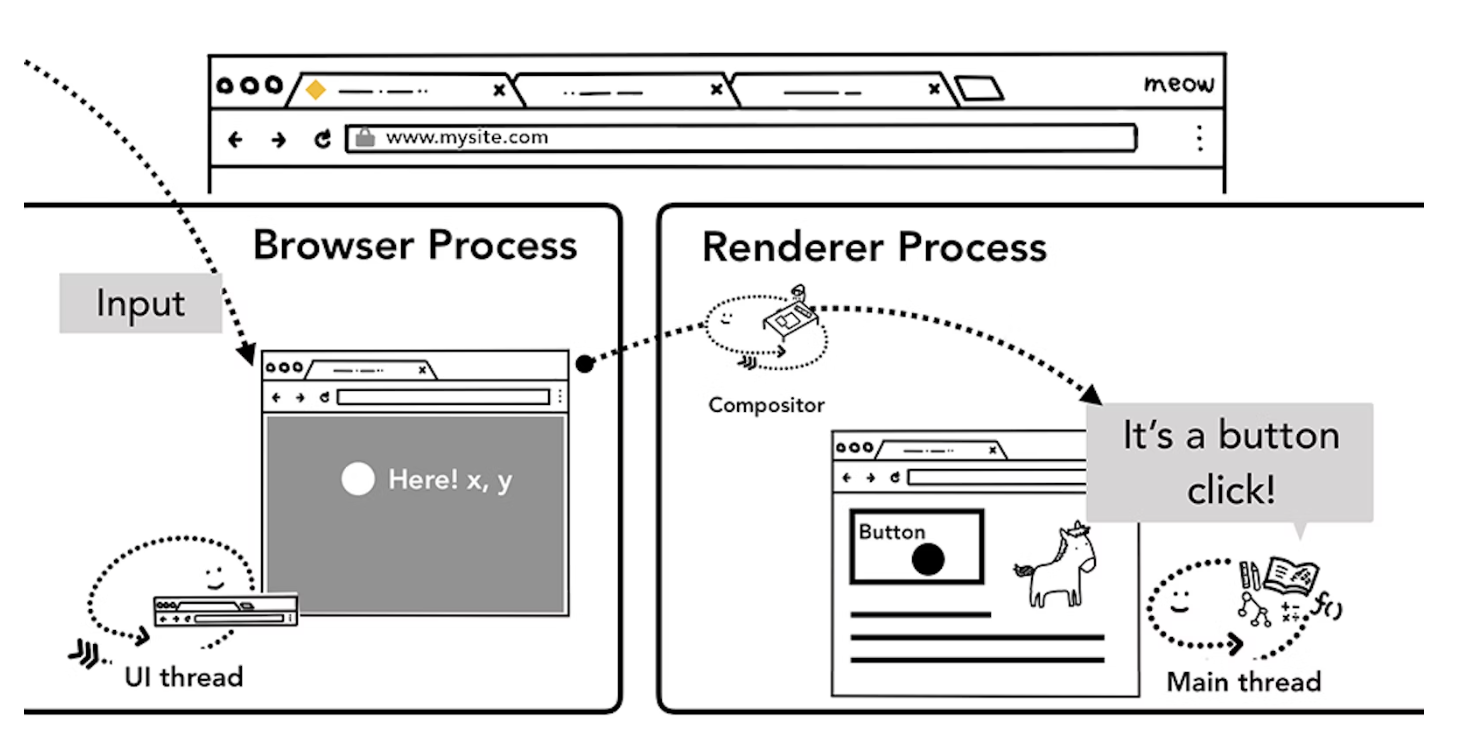 meow
www.mysite.com
Browser Process
Input
Here! x, y
UI thread
Renderer Process
Compositor
It's a button
click!
Button
f()
Main thread